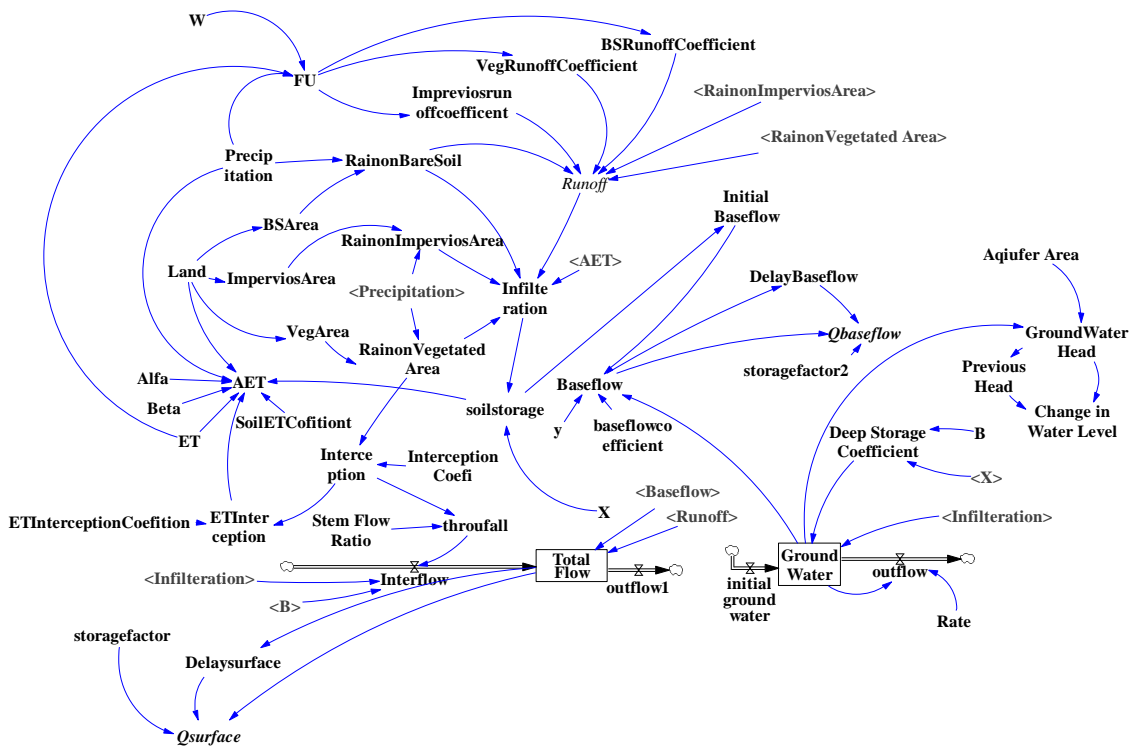 W
BSRunoffCoefficient
VegRunoffCoefficient
FU
Impreviosrun
offcoefficent
<RainonImperviosArea>
<RainonVegetated Area>
Precip
itation
RainonBareSoil
Runoff
Initial
Baseflow
BSArea
RainonImperviosArea
Aqiufer Area
Land
ImperviosArea
<AET>
DelayBaseflow
<Precipitation>
Infilte
ration
VegArea
RainonVegetated
Area
Qbaseflow
GroundWater
Head
storagefactor2
Previous
Head
Alfa
AET
Baseflow
Beta
soilstorage
SoilETCofitiont
y
baseflowco
efficient
Change in
Water Level
ET
Deep Storage
Coefficient
B
Interce
ption
Interception
Coefi
<X>
<Baseflow>
ETInterceptionCoefition
ETInter
ception
Stem Flow
Ratio
throufall
X
<Runoff>
<Infilteration>
Total
Flow
Ground
Water
<Infilteration>
Interflow
outflow1
initial
ground
water
outflow
<B>
Rate
storagefactor
Delaysurface
Qsurface